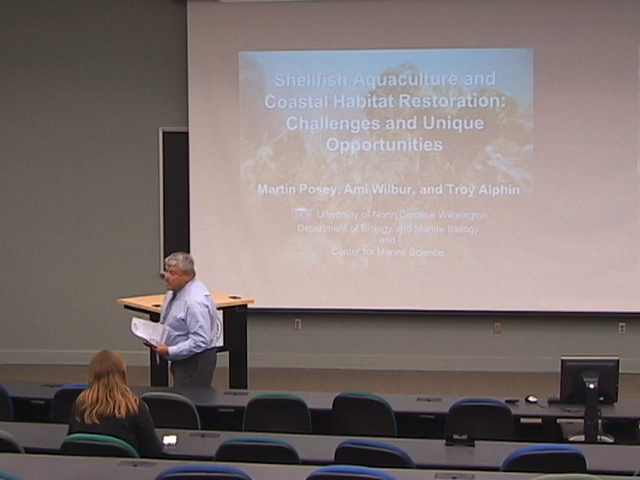 Shellfish Aquaculture and
Coastal Habitat Restoration:
Challenges and Unique
Opportunities
Martin Posey, Ami Wilbur, and Troy Alphin
University of North Carolina Wilmington
Department of Biology and Marine Biology
and
Center for Marine Science